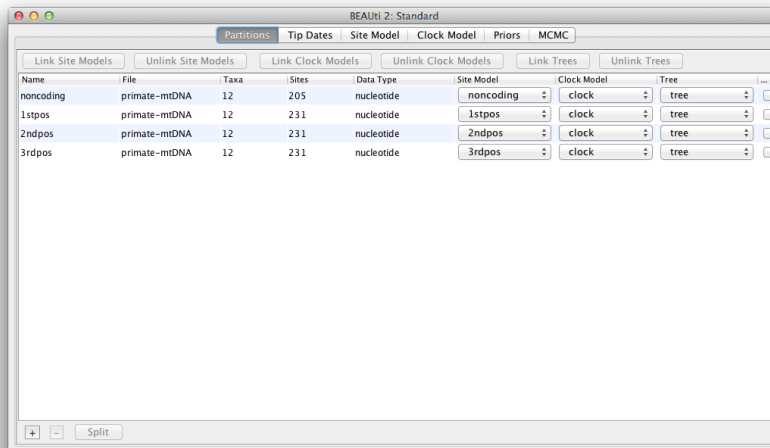 BEAUti 2: Standard
Partitions Tip Dates Site Model Clock Model Priors MCMC
Link Site Models Unlink Site Models Link Clock Models Unlink Clock Models Link Trees Unlink Trees
Name File Taxa Sites Data Type Site Model Clock Model Tree ...
noncoding primate-mtDNA 12 205 nucleotide noncoding clock tree
1stpos primate-mtDNA 12 231 nucleotide 1stpos clock tree
2ndpos primate-mtDNA 12 231 nucleotide 2ndpos clock tree
3rdpos primate-mtDNA 12 231 nucleotide 3rdpos clock tree
+ - Split